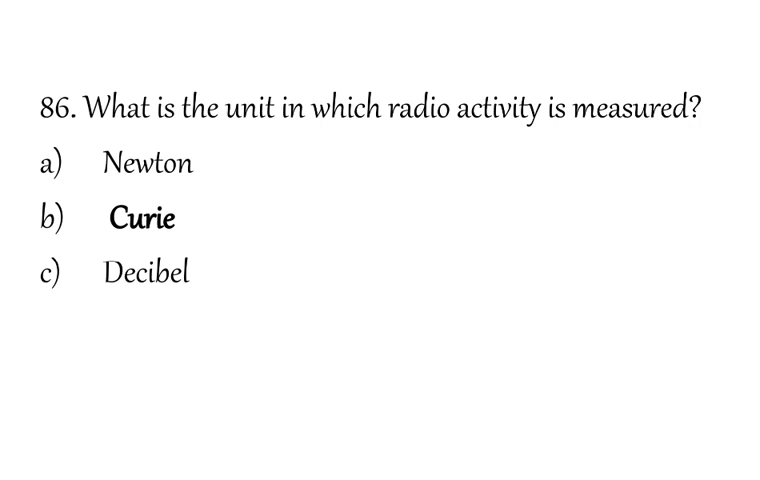 86. What is the unit in which radio activity is measured?
a) Newton
b) Curie
c) Decibel